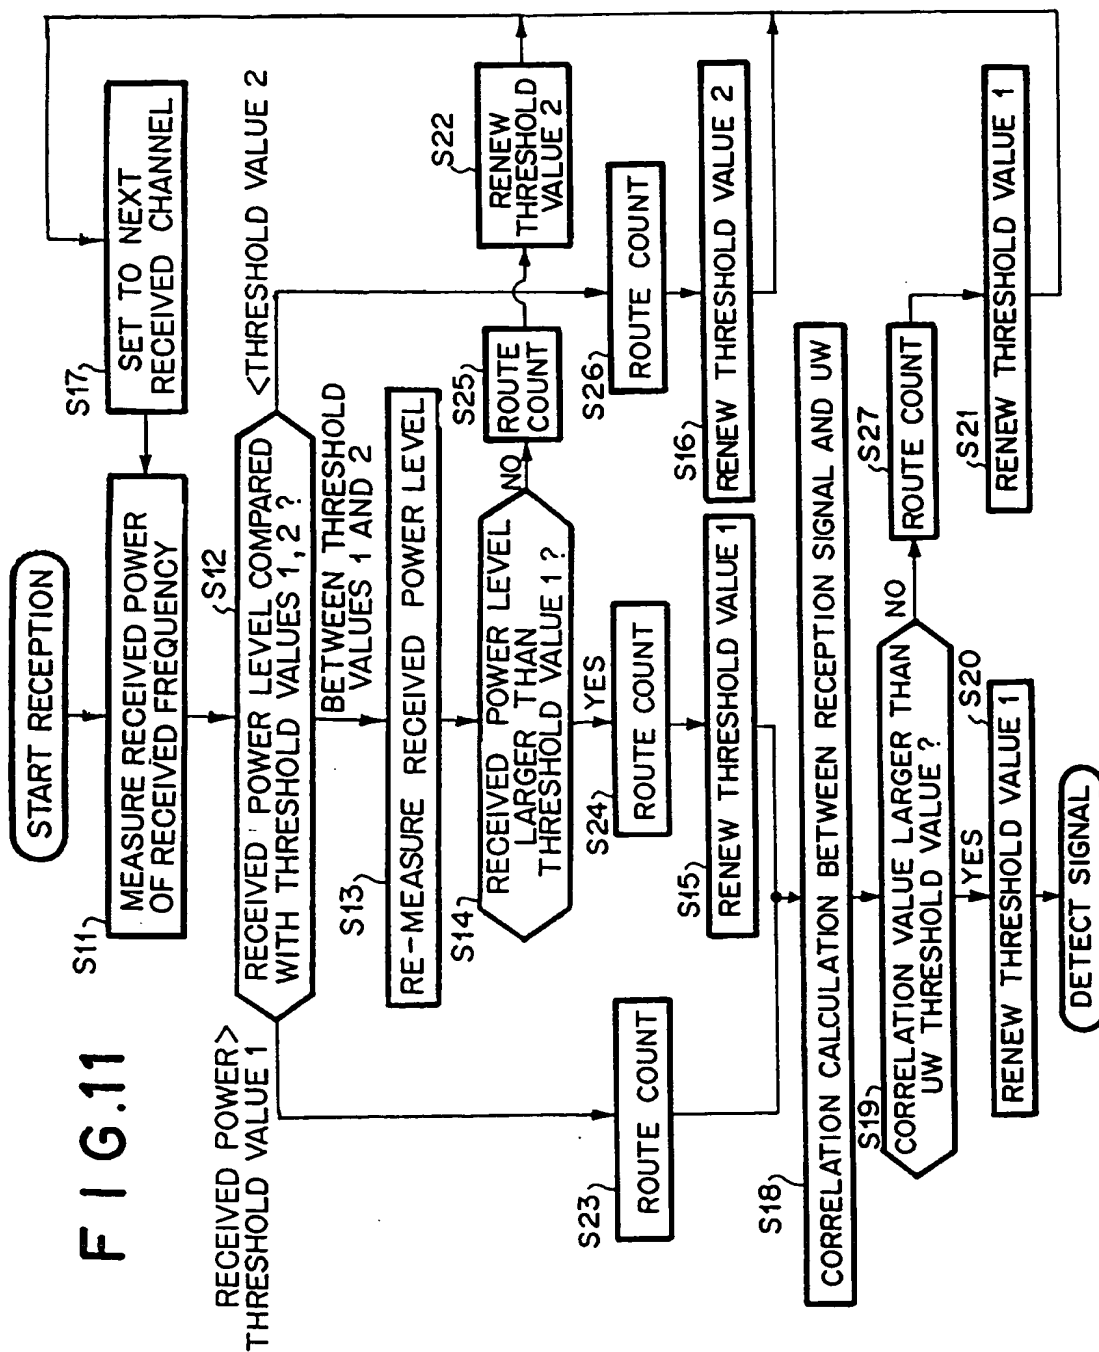 FIG.11
START RECEPTION
S11
MEASURE RECEIVED POWER
OF RECEIVED FREQUENCY
S17
SET TO NEXT
RECEIVED CHANNEL
S12
RECEIVED POWER LEVEL COMPARED
WITH THRESHOLD VALUES 1, 2 ?
RECEIVED POWER>
THRESHOLD VALUE 1
<THRESHOLD VALUE 2
BETWEEN THRESHOLD
VALUES 1 AND 2
S13
RE-MEASURE RECEIVED POWER LEVEL
S14
RECEIVED POWER LEVEL
LARGER THAN
THRESHOLD VALUE 1 ?
NO
S25
ROUTE
COUNT
S22
RENEW
THRESHOLD
VALUE 2
YES
S23
ROUTE COUNT
S24
ROUTE COUNT
S26
ROUTE COUNT
S15
RENEW THRESHOLD VALUE 1
S16
RENEW THRESHOLD VALUE 2
S18
CORRELATION CALCULATION BETWEEN RECEPTION SIGNAL AND UW
S19
CORRELATION VALUE LARGER THAN
UW THRESHOLD VALUE ?
NO
S27
ROUTE COUNT
YES
S20
RENEW THRESHOLD VALUE 1
S21
RENEW THRESHOLD VALUE 1
DETECT SIGNAL